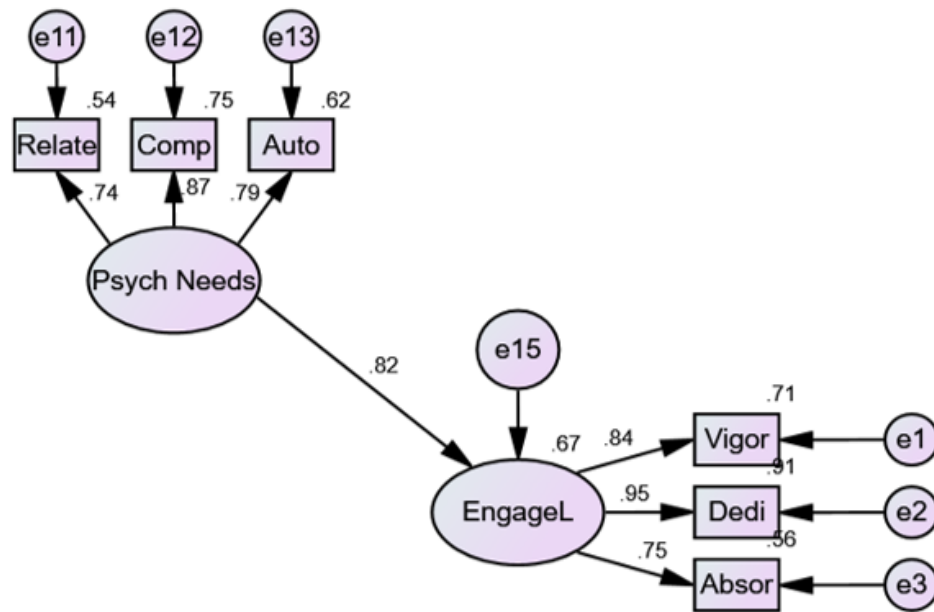 e11 e12 e13
.54 .75 .62
Relate Comp Auto
.74 .87 .79
Psych Needs
e15
.82
.71
.67 .84 Vigor e1
.91
EngageL .95 Dedi e2
.56
.75 Absor e3